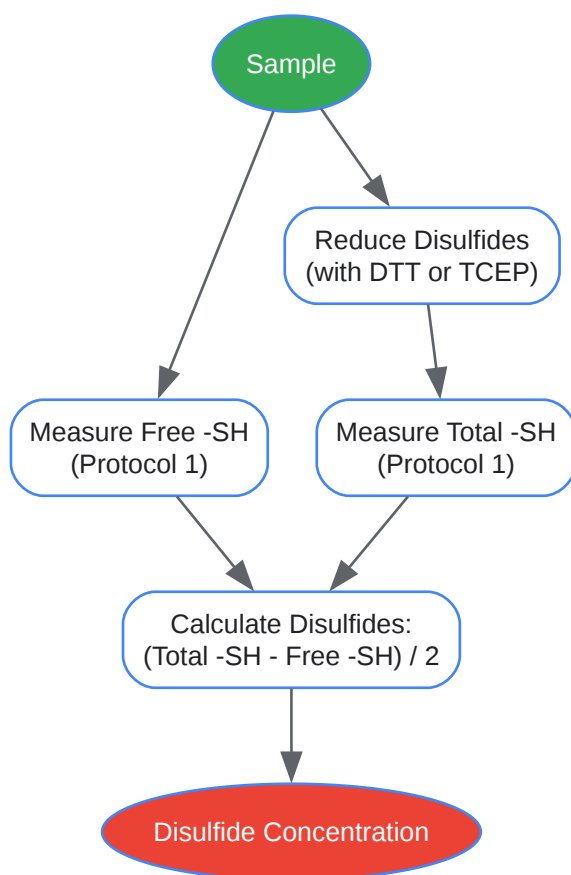 Sample
Reduce Disulfides
(with DTT or TCEP)
Measure Free -SH
(Protocol 1)
Measure Total -SH
(Protocol 1)
Calculate Disulfides:
(Total -SH - Free -SH) / 2
Disulfide Concentration